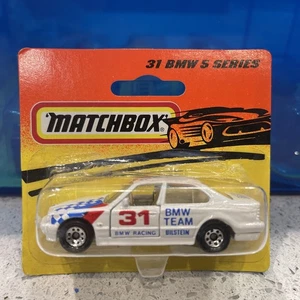 31 BMW 5 SERIES
MATCHBOX
31
BMW
TEAM
BMW RACING
BILSTEIN